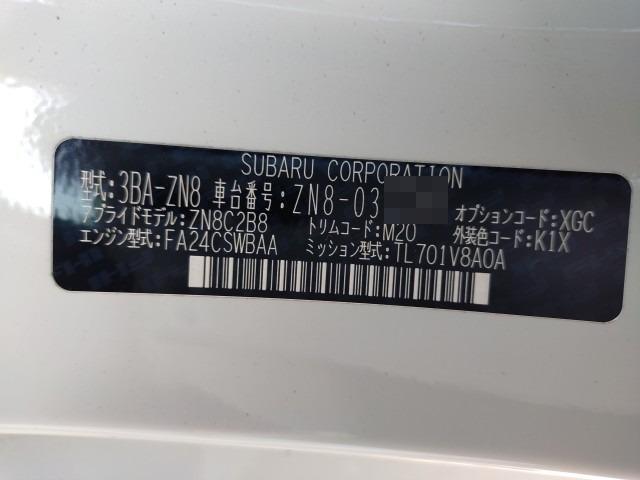 SUBARU CORPORATION
型式:3BA-ZN8 車台番号:ZN8-03
アプライドモデル:ZN8C2B8 トリムコード:M20 オプションコード:XGC
エンジン型式:FA24CSWBAA ミッション型式:TL701V8A0A 外装色コード:K1X